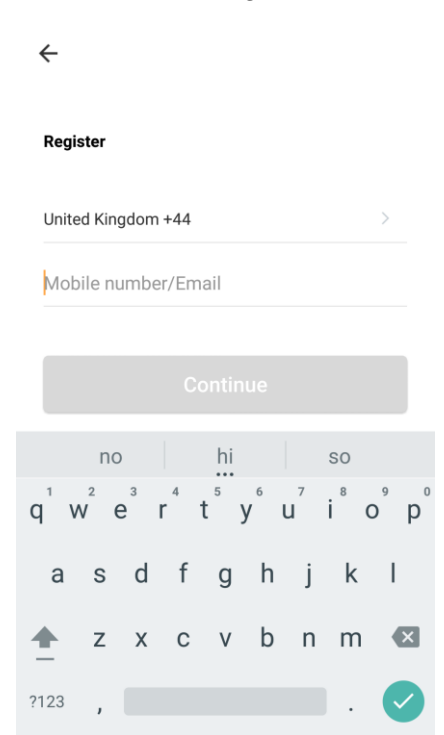 Register
United Kingdom +44
Mobile number/Email
Continue
no hi so
1 2 3 4 5 6 7 8 9 0
q w e r t y u i o p
a s d f g h j k l
z x c v b n m
?123 , .